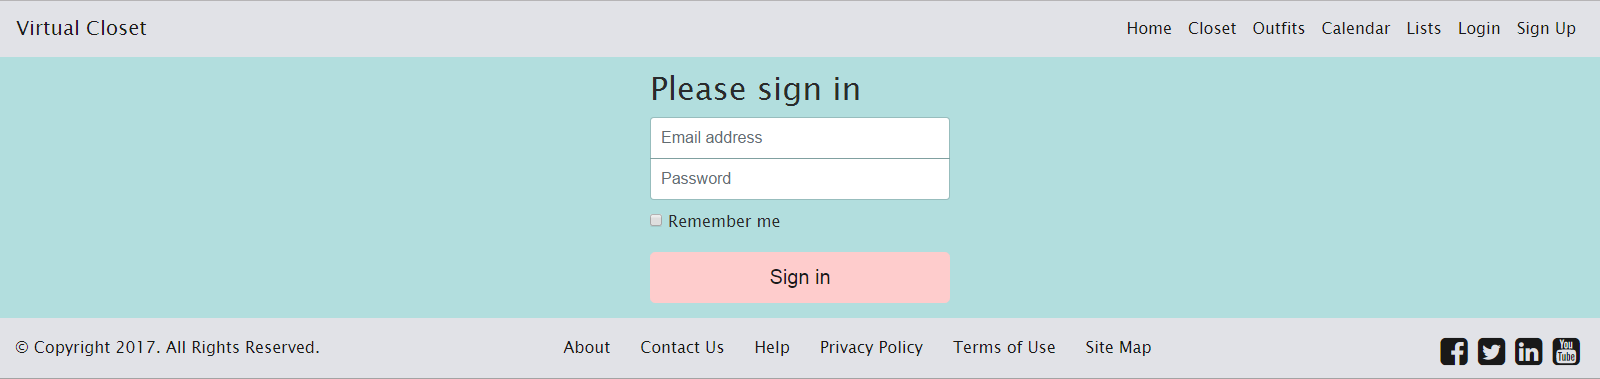 Virtual Closet Home Closet Outfits Calendar Lists Login Sign Up
Please sign in
Email address
Password
Remember me
Sign in
© Copyright 2017. All Rights Reserved. About Contact Us Help Privacy Policy Terms of Use Site Map You
Tube